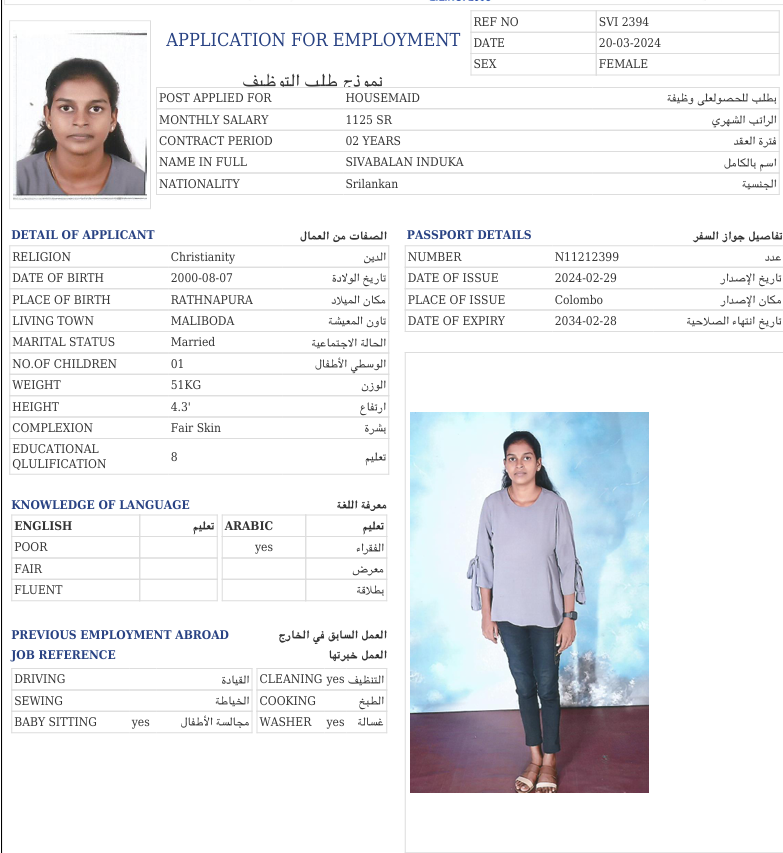 APPLICATION FOR EMPLOYMENT
نموذج طلب التوظيف
REF NO SVI 2394
DATE 20-03-2024
SEX FEMALE
POST APPLIED FOR HOUSEMAID بطلب للحصولعلى وظيفة
MONTHLY SALARY 1125 SR الراتب الشهري
CONTRACT PERIOD 02 YEARS فترة العقد
NAME IN FULL SIVABALAN INDUKA اسم بالكامل
NATIONALITY Srilankan الجنسية
DETAIL OF APPLICANT الصفات من العمال
RELIGION Christianity الدين
DATE OF BIRTH 2000-08-07 تاريخ الولادة
PLACE OF BIRTH RATHNAPURA مكان الميلاد
LIVING TOWN MALIBODA تاون المعيشة
MARITAL STATUS Married الحالة الاجتماعية
NO.OF CHILDREN 01 الوسطي الأطفال
WEIGHT 51KG الوزن
HEIGHT 4.3' ارتفاع
COMPLEXION Fair Skin بشرة
EDUCATIONAL
QLULIFICATION 8 تعليم
PASSPORT DETAILS تفاصيل جواز السفر
NUMBER N11212399 عدد
DATE OF ISSUE 2024-02-29 تاريخ الإصدار
PLACE OF ISSUE Colombo مكان الإصدار
DATE OF EXPIRY 2034-02-28 تاريخ انتهاء الصلاحية
KNOWLEDGE OF LANGUAGE معرفة اللغة
ENGLISH تعليم ARABIC تعليم
POOR yes الفقراء
FAIR معرض
FLUENT بطلاقة
PREVIOUS EMPLOYMENT ABROAD العمل السابق في الخارج
JOB REFERENCE العمل خبرتها
DRIVING القيادة CLEANING yes التنظيف
SEWING الخياطة COOKING الطبخ
BABY SITTING yes مجالسة الأطفال WASHER yes غسالة